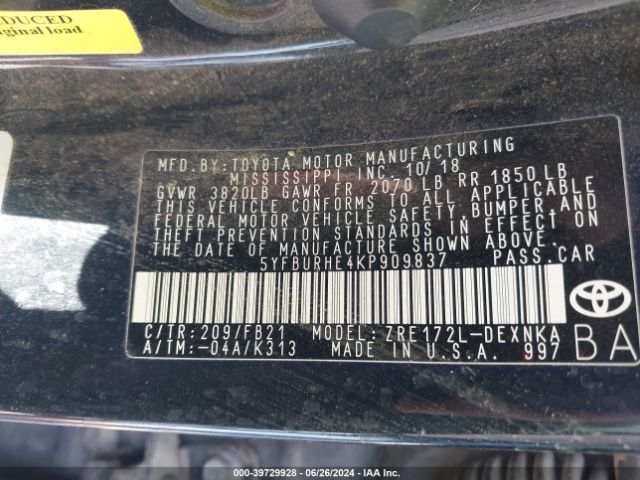 DUCED
iginal load
MFD. BY: TOYOTA MOTOR MANUFACTURING
MISSISSIPPI INC. 10/18
GVWR 3820LB GAWR FR 2070 LB RR 1850 LB
THIS VEHICLE CONFORMS TO ALL APPLICABLE
FEDERAL MOTOR VEHICLE SAFETY, BUMPER AND
THEFT PREVENTION STANDARDS IN EFFECT ON
THE DATE OF MANUFACTURE SHOWN ABOVE.
5YFBURHE4KP909837 PASS.CAR
C/TR: 209/FB21 MODEL: ZRE172L-DEXNKA
A/TM: -04A/K313 MADE IN U.S.A. 997
BA
000-39729928 - 06/26/2024 - IAA Inc.